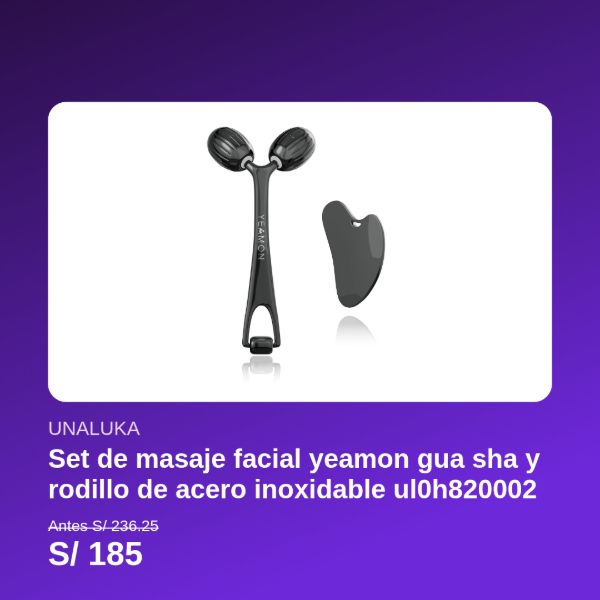 YEAMON
UNALUKA
Set de masaje facial yeamon gua sha y
rodillo de acero inoxidable ul0h820002
Antes S/ 236.25
S/ 185